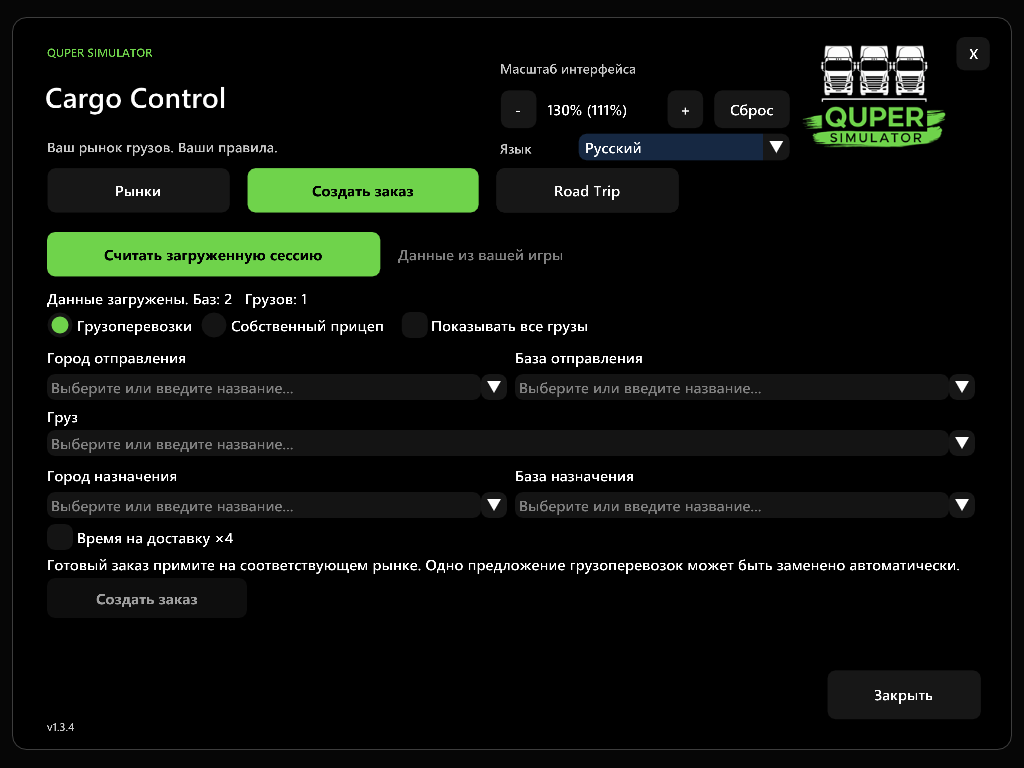 QUPER SIMULATOR
Cargo Control
Ваш рынок грузов. Ваши правила.
Масштаб интерфейса
- 130% (111%) + Сброс
Язык Русский
QUPER
SIMULATOR
X
Рынки Создать заказ Road Trip
Считать загруженную сессию Данные из вашей игры
Данные загружены. Баз: 2 Грузов: 1
Грузоперевозки Собственный прицеп Показывать все грузы
Город отправления База отправления
Выберите или введите название... Выберите или введите название...
Груз
Выберите или введите название...
Город назначения База назначения
Выберите или введите название... Выберите или введите название...
Время на доставку ×4
Готовый заказ примите на соответствующем рынке. Одно предложение грузоперевозок может быть заменено автоматически.
Создать заказ
Закрыть
v1.3.4